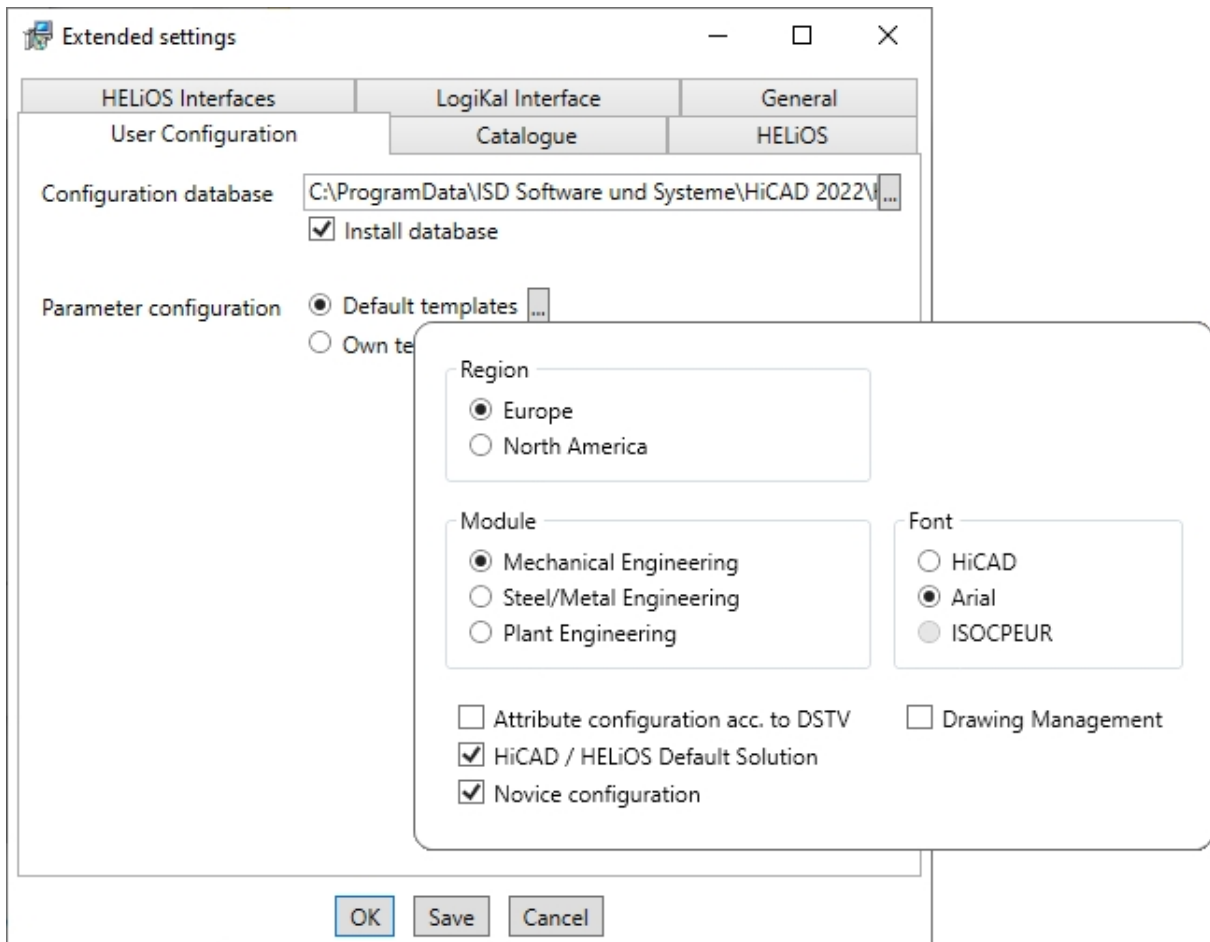 Extended settings
HELiOS Interfaces LogiKal Interface General
User Configuration Catalogue HELiOS
Configuration database C:\ProgramData\ISD Software und Systeme\HiCAD 2022\ ...
Install database
Parameter configuration Default templates ...
Own te
Region
Europe
North America
Module Font
Mechanical Engineering HiCAD
Steel/Metal Engineering Arial
Plant Engineering ISOCPEUR
Attribute configuration acc. to DSTV Drawing Management
HiCAD / HELiOS Default Solution
Novice configuration
OK Save Cancel